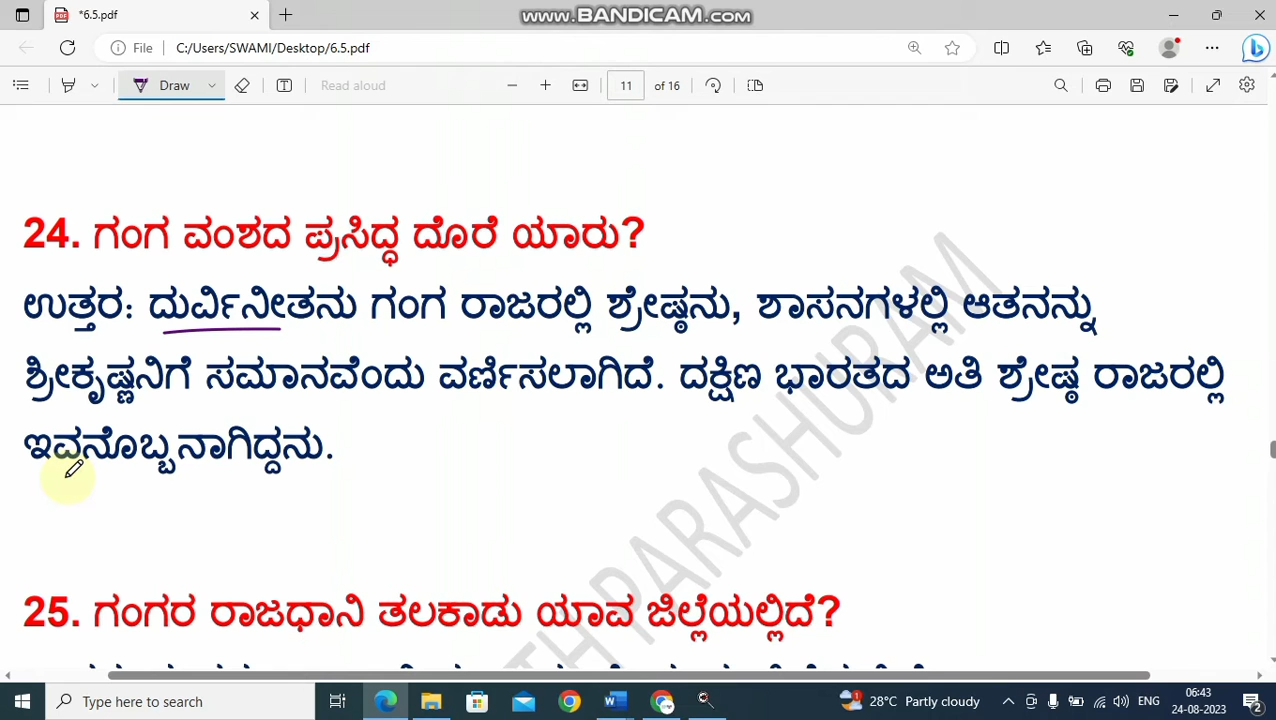 *6.5.pdf
www.BANDICAM.com
File C:/Users/SWAMI/Desktop/6.5.pdf
Draw Read aloud 11 of 16
24. ಗಂಗ ವಂಶದ ಪ್ರಸಿದ್ಧ ದೊರೆ ಯಾರು?
ಉತ್ತರ: ದುರ್ವಿನೀತನು ಗಂಗ ರಾಜರಲ್ಲಿ ಶ್ರೇಷ್ಠನು, ಶಾಸನಗಳಲ್ಲಿ ಆತನನ್ನು
ಶ್ರೀಕೃಷ್ಣನಿಗೆ ಸಮಾನವೆಂದು ವರ್ಣಿಸಲಾಗಿದೆ. ದಕ್ಷಿಣ ಭಾರತದ ಅತಿ ಶ್ರೇಷ್ಠ ರಾಜರಲ್ಲಿ
ಇವನೊಬ್ಬನಾಗಿದ್ದನು.
PARASHURAM
25. ಗಂಗರ ರಾಜಧಾನಿ ತಲಕಾಡು ಯಾವ ಜಿಲ್ಲೆಯಲ್ಲಿದೆ?
Type here to search 28°C Partly cloudy ENG 06:43
24-08-2023 2